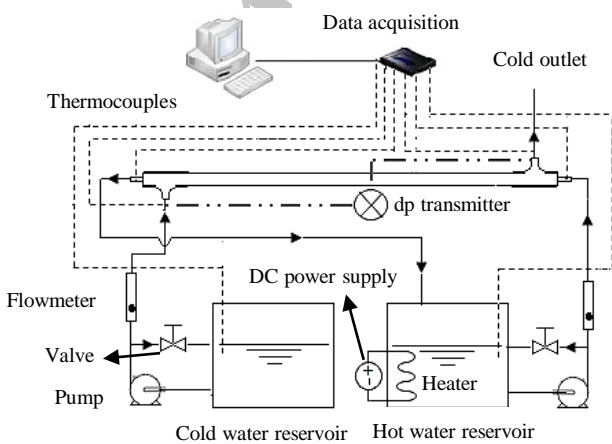 Data acquisition
Cold outlet
Thermocouples
dp transmitter
DC power supply
Flowmeter
Valve
Heater
Pump
Cold water reservoir
Hot water reservoir